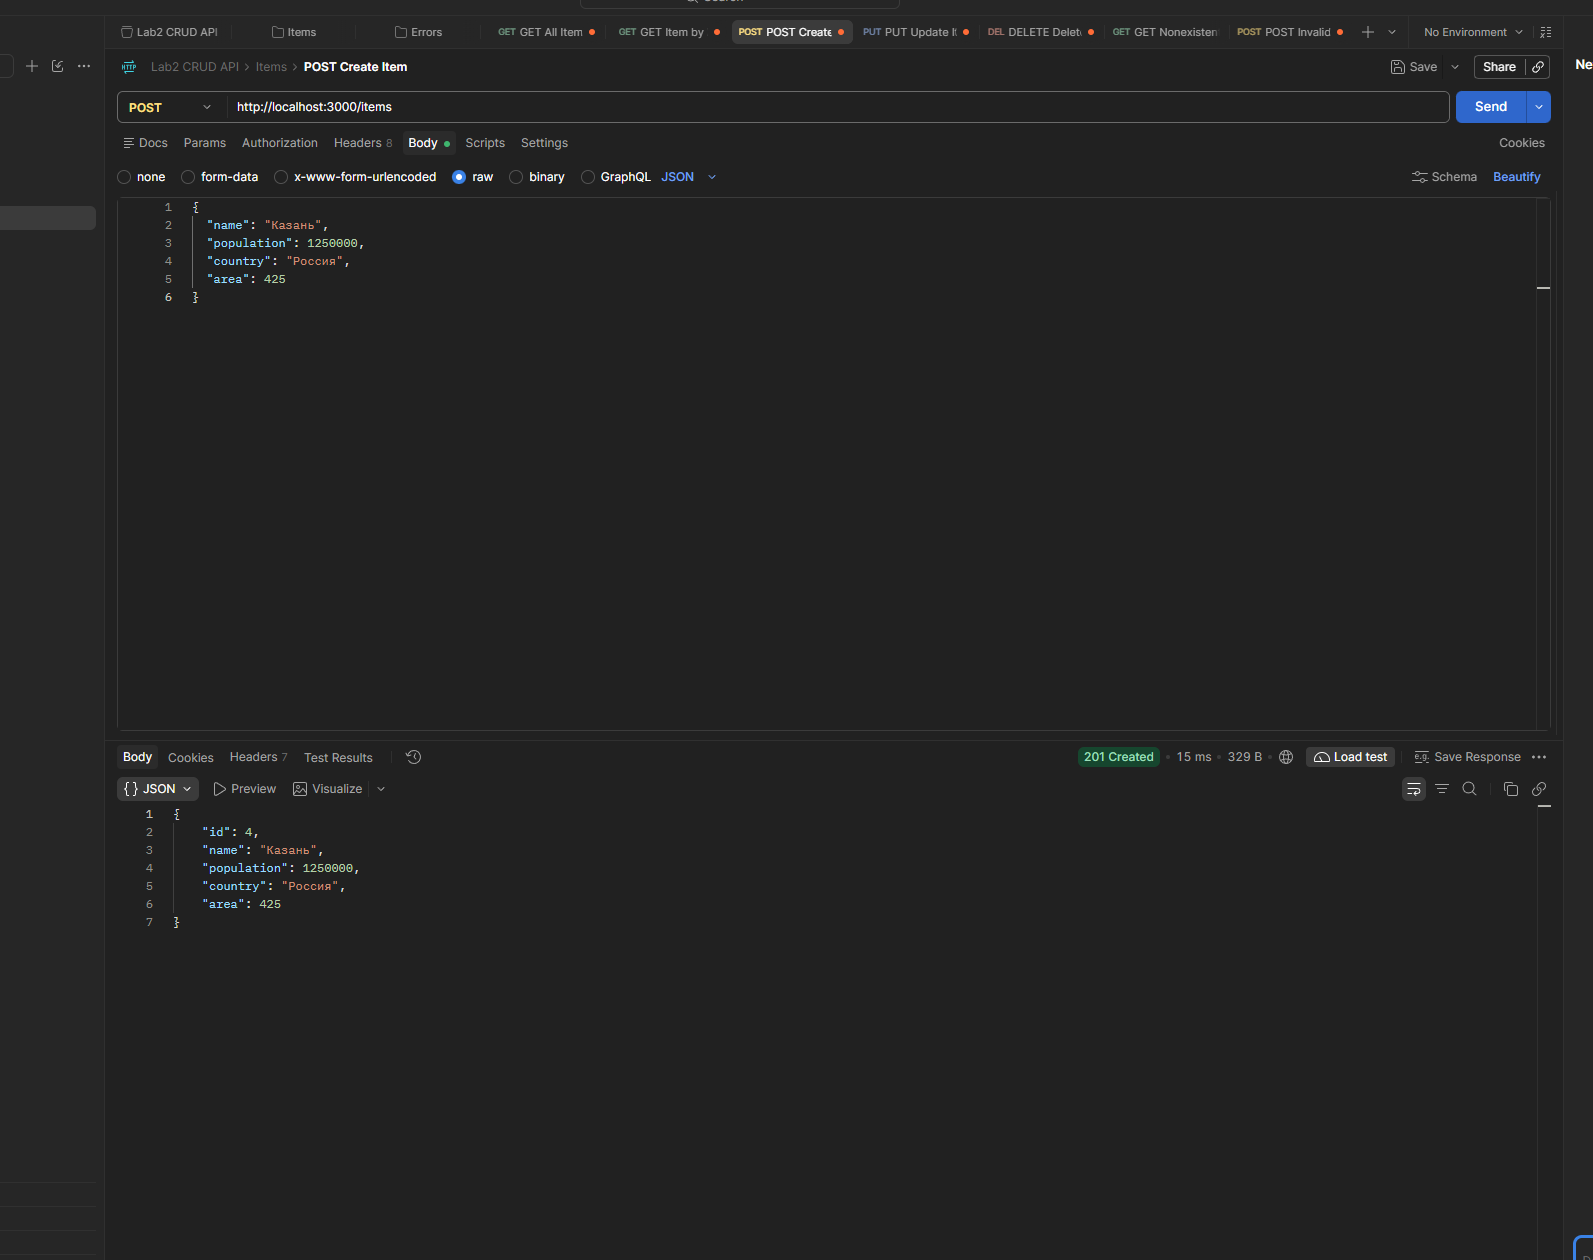 Lab2 CRUD API
Items
Errors
GET GET All Item
GET GET Item by
POST POST Create
PUT PUT Update I
DEL DELETE Delet
GET GET Nonexisten
POST POST Invalid
No Environment
Lab2 CRUD API > Items > POST Create Item
Save
Share
Ne
POST
http://localhost:3000/items
Send
Docs
Params
Authorization
Headers 8
Body
Scripts
Settings
Cookies
none
form-data
x-www-form-urlencoded
raw
binary
GraphQL
JSON
Schema
Beautify
1 {
2 "name": "Казань",
3 "population": 1250000,
4 "country": "Россия",
5 "area": 425
6 }
Body
Cookies
Headers 7
Test Results
201 Created
15 ms
329 B
Load test
e.g. Save Response
{} JSON
Preview
Visualize
1 {
2 "id": 4,
3 "name": "Казань",
4 "population": 1250000,
5 "country": "Россия",
6 "area": 425
7 }